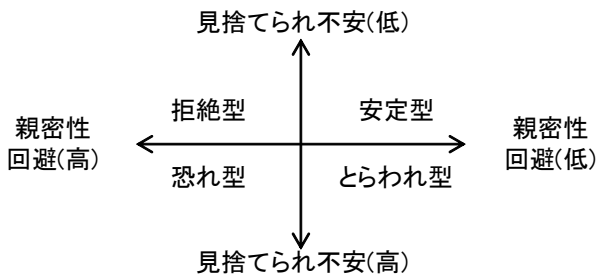 見捨てられ不安(低)
拒絶型
安定型
親密性
回避(高)
親密性
回避(低)
恐れ型
とらわれ型
見捨てられ不安(高)